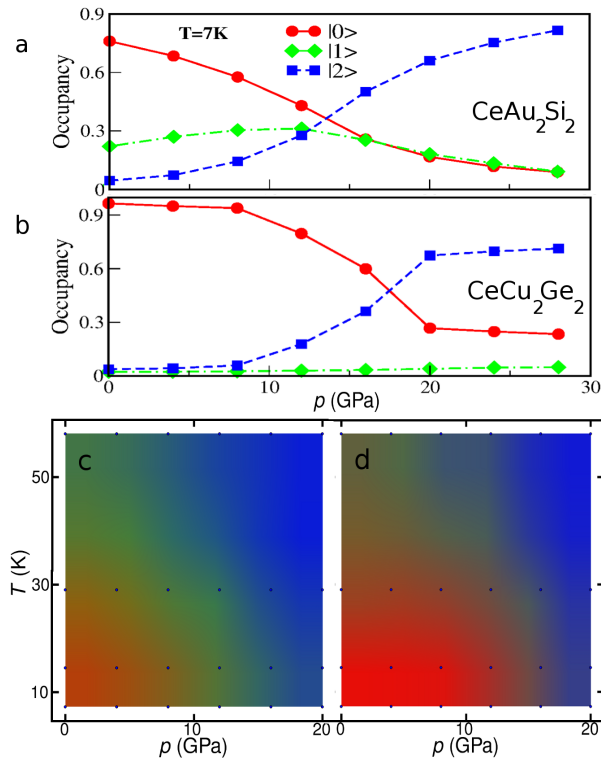 0.9
a
T=7K
|0>
|1>
|2>
0.6
Occupancy
CeAu2Si2
0.3
0
b
0.9
Occupancy
0.6
CeCu2Ge2
0.3
0
0 10 20 30
p (GPa)
c
d
50
T (K)
30
10
0 10 20 0 10 20
p (GPa) p (GPa)